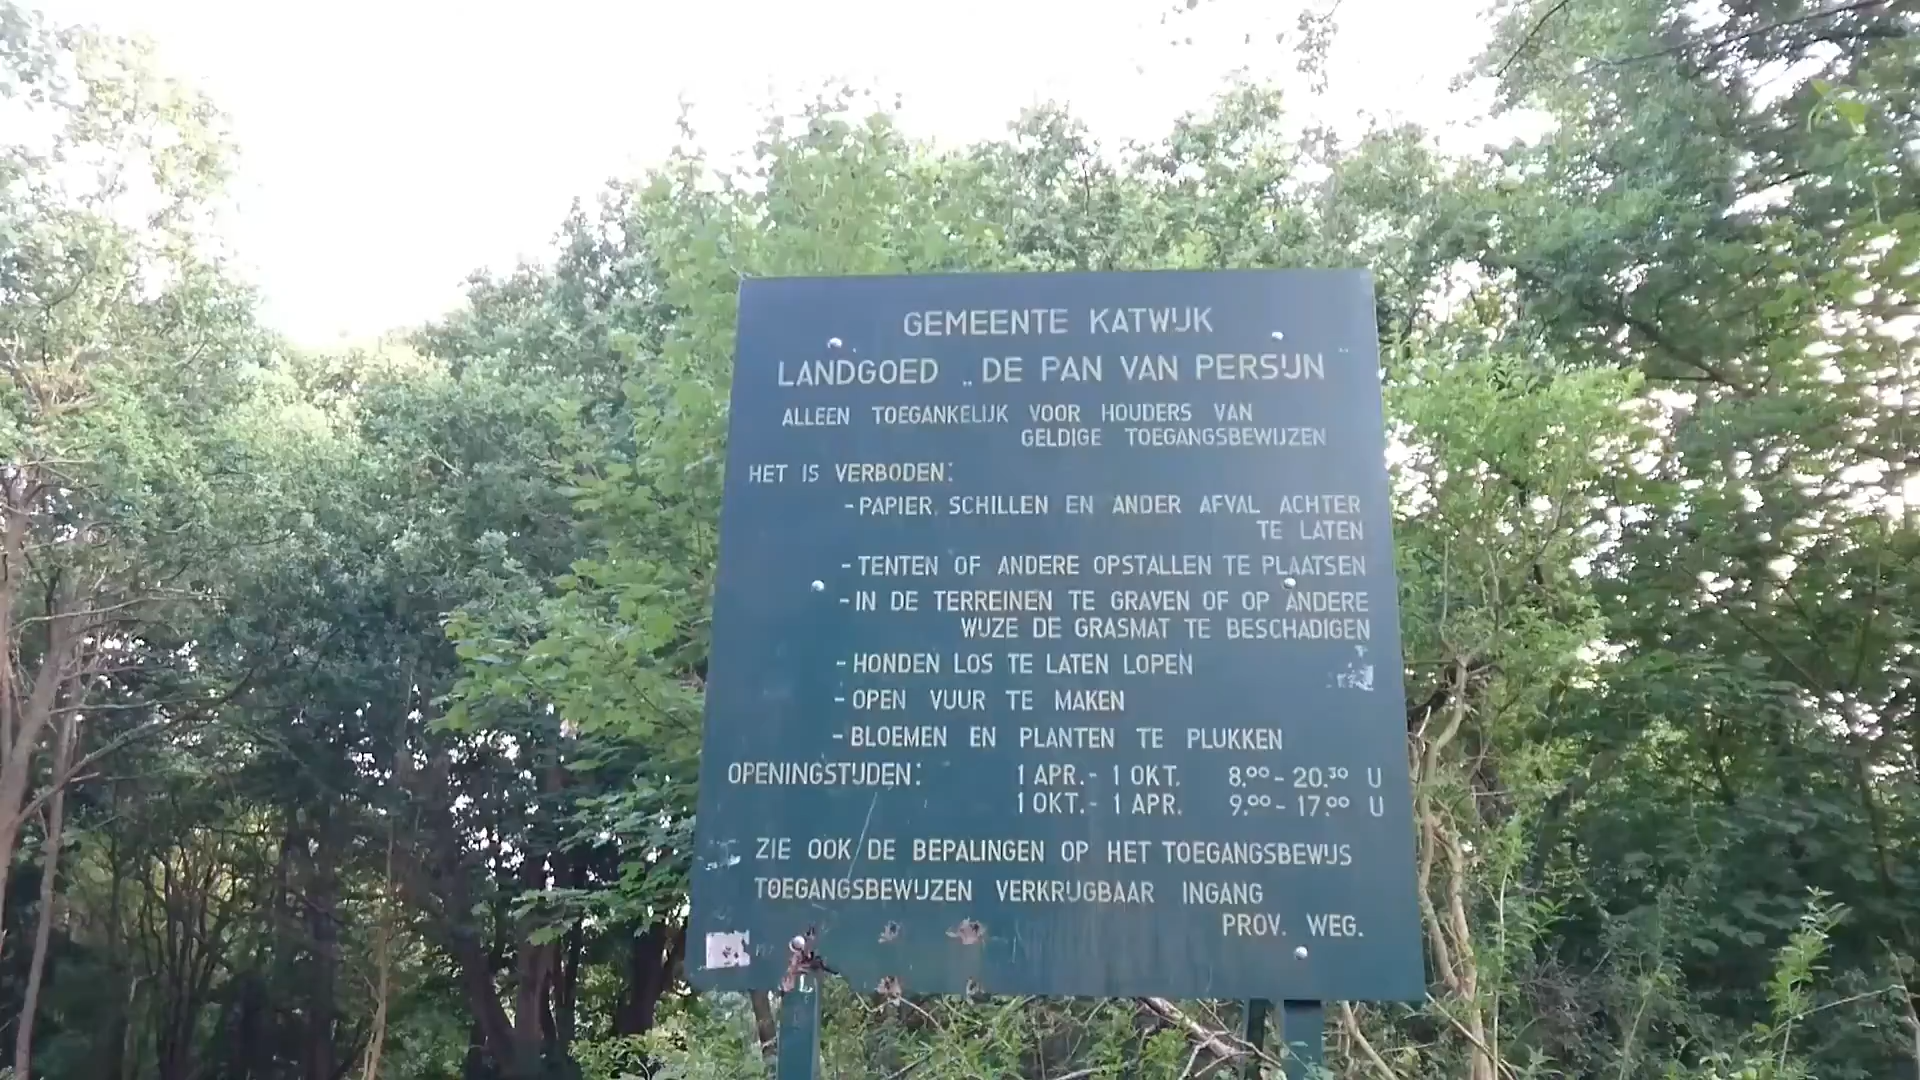 GEMEENTE KATWIJK
LANDGOED „DE PAN VAN PERSIJN"
ALLEEN TOEGANKELIJK VOOR HOUDERS VAN
GELDIGE TOEGANGSBEWIJZEN
HET IS VERBODEN:
-PAPIER, SCHILLEN EN ANDER AFVAL ACHTER
TE LATEN
-TENTEN OF ANDERE OPSTALLEN TE PLAATSEN
-IN DE TERREINEN TE GRAVEN OF OP ANDERE
WIJZE DE GRASMAT TE BESCHADIGEN
-HONDEN LOS TE LATEN LOPEN
-OPEN VUUR TE MAKEN
-BLOEMEN EN PLANTEN TE PLUKKEN
OPENINGSTIJDEN: 1 APR.- 1 OKT. 8.00-20.30 U
1 OKT.- 1 APR. 9.00-17.00 U
ZIE OOK DE BEPALINGEN OP HET TOEGANGSBEWIJS
TOEGANGSBEWIJZEN VERKRIJGBAAR INGANG
PROV. WEG.